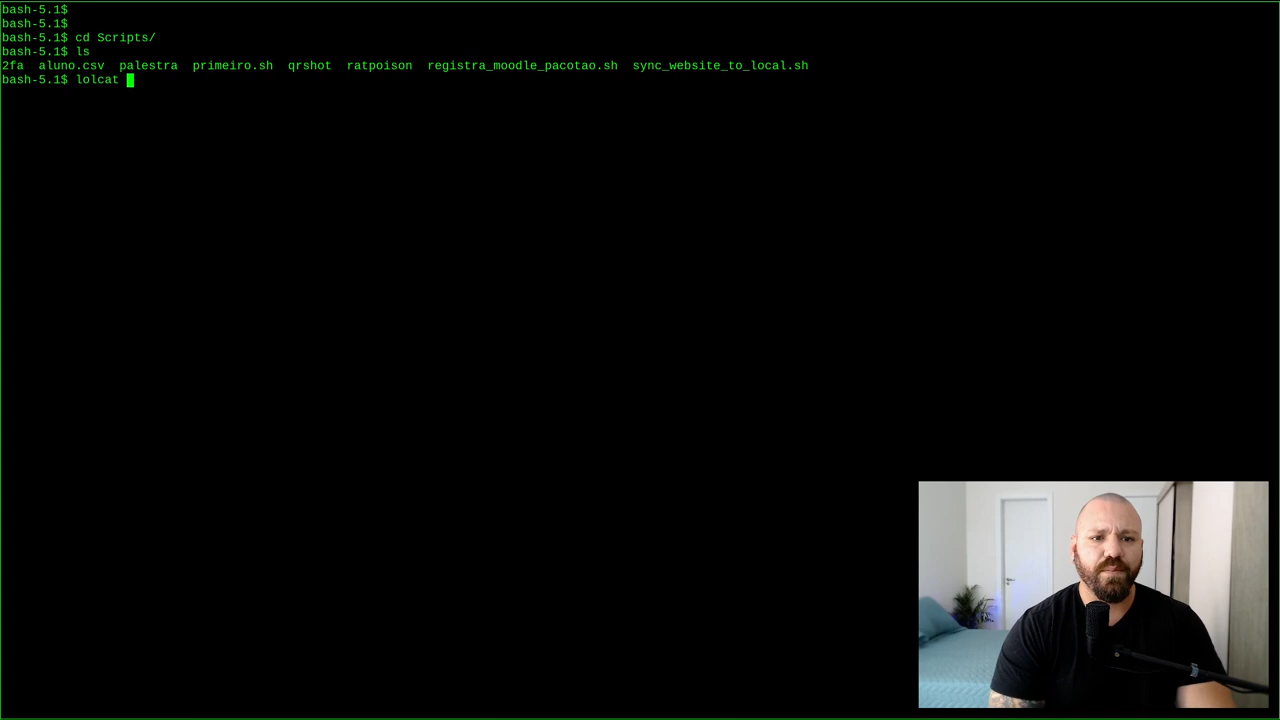 bash-5.1$
bash-5.1$
bash-5.1$ cd Scripts/
bash-5.1$ ls
2fa  aluno.csv  palestra  primeiro.sh  qrshot  ratpoison  registra_moodle_pacotao.sh  sync_website_to_local.sh
bash-5.1$ lolcat